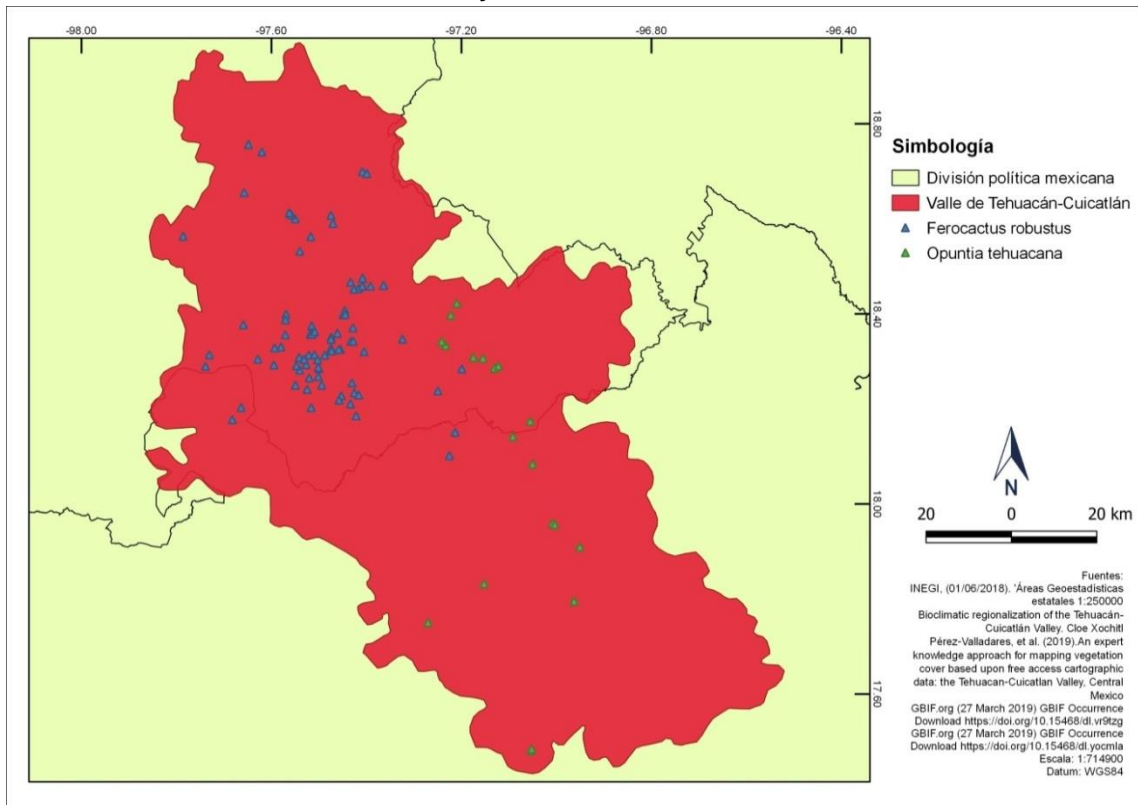 -98.00 -97.60 -97.20 -96.80 -96.40
18.80
18.40
18.00
17.60
Simbología
División política mexicana
Valle de Tehuacán-Cuicatlán
Ferocactus robustus
Opuntia tehuacana
N
20 0 20 km
Fuentes:
INEGI, (01/06/2018). 'Áreas Geoestadísticas
estatales 1:250000
Bioclimatic regionalization of the Tehuacán-
Cuicatlán Valley. Cloe Xochitl
Pérez-Valladares, et al. (2019).An expert
knowledge approach for mapping vegetation
cover based upon free access cartographic
data: the Tehuacan-Cuicatlan Valley, Central
Mexico
GBIF.org (27 March 2019) GBIF Occurrence
Download https://doi.org/10.15468/dl.vr9tzg
GBIF.org (27 March 2019) GBIF Occurrence
Download https://doi.org/10.15468/dl.yocmla
Escala: 1:714900
Datum: WGS84